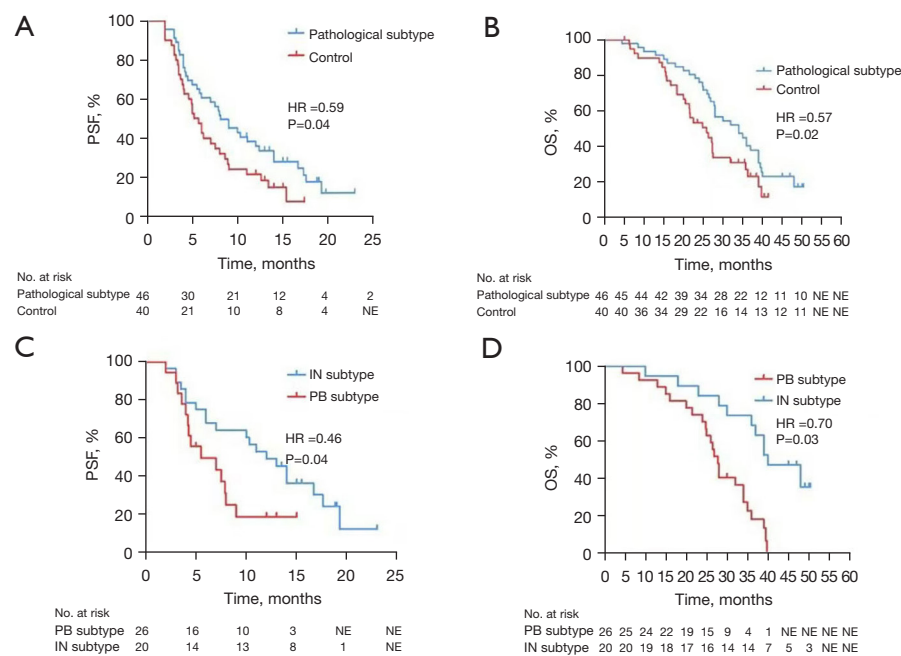 A
100
80
60
40
20
0
PSF, %
Pathological subtype
Control
HR =0.59
P=0.04
0 5 10 15 20 25
Time, months
No. at risk
Pathological subtype 46 30 21 12 4 2
Control 40 21 10 8 4 NE
B
100
80
60
40
20
0
OS, %
Pathological subtype
Control
HR =0.57
P=0.02
0 5 10 15 20 25 30 35 40 45 50 55 60
Time, months
No. at risk
Pathological subtype 46 45 44 42 39 34 28 22 12 11 10 NE NE
Control 40 40 36 34 29 22 16 14 13 12 11 NE NE
C
100
80
60
40
20
0
PSF, %
IN subtype
PB subtype
HR =0.46
P=0.04
0 5 10 15 20 25
Time, months
No. at risk
PB subtype 26 16 10 3 NE NE
IN subtype 20 14 13 8 1 NE
D
100
80
60
40
20
0
OS, %
PB subtype
IN subtype
HR =0.70
P=0.03
0 5 10 15 20 25 30 35 40 45 50 55 60
Time, months
No. at risk
PB subtype 26 25 24 22 19 15 9 4 1 NE NE NE NE
IN subtype 20 20 19 18 17 16 14 14 7 5 3 NE NE